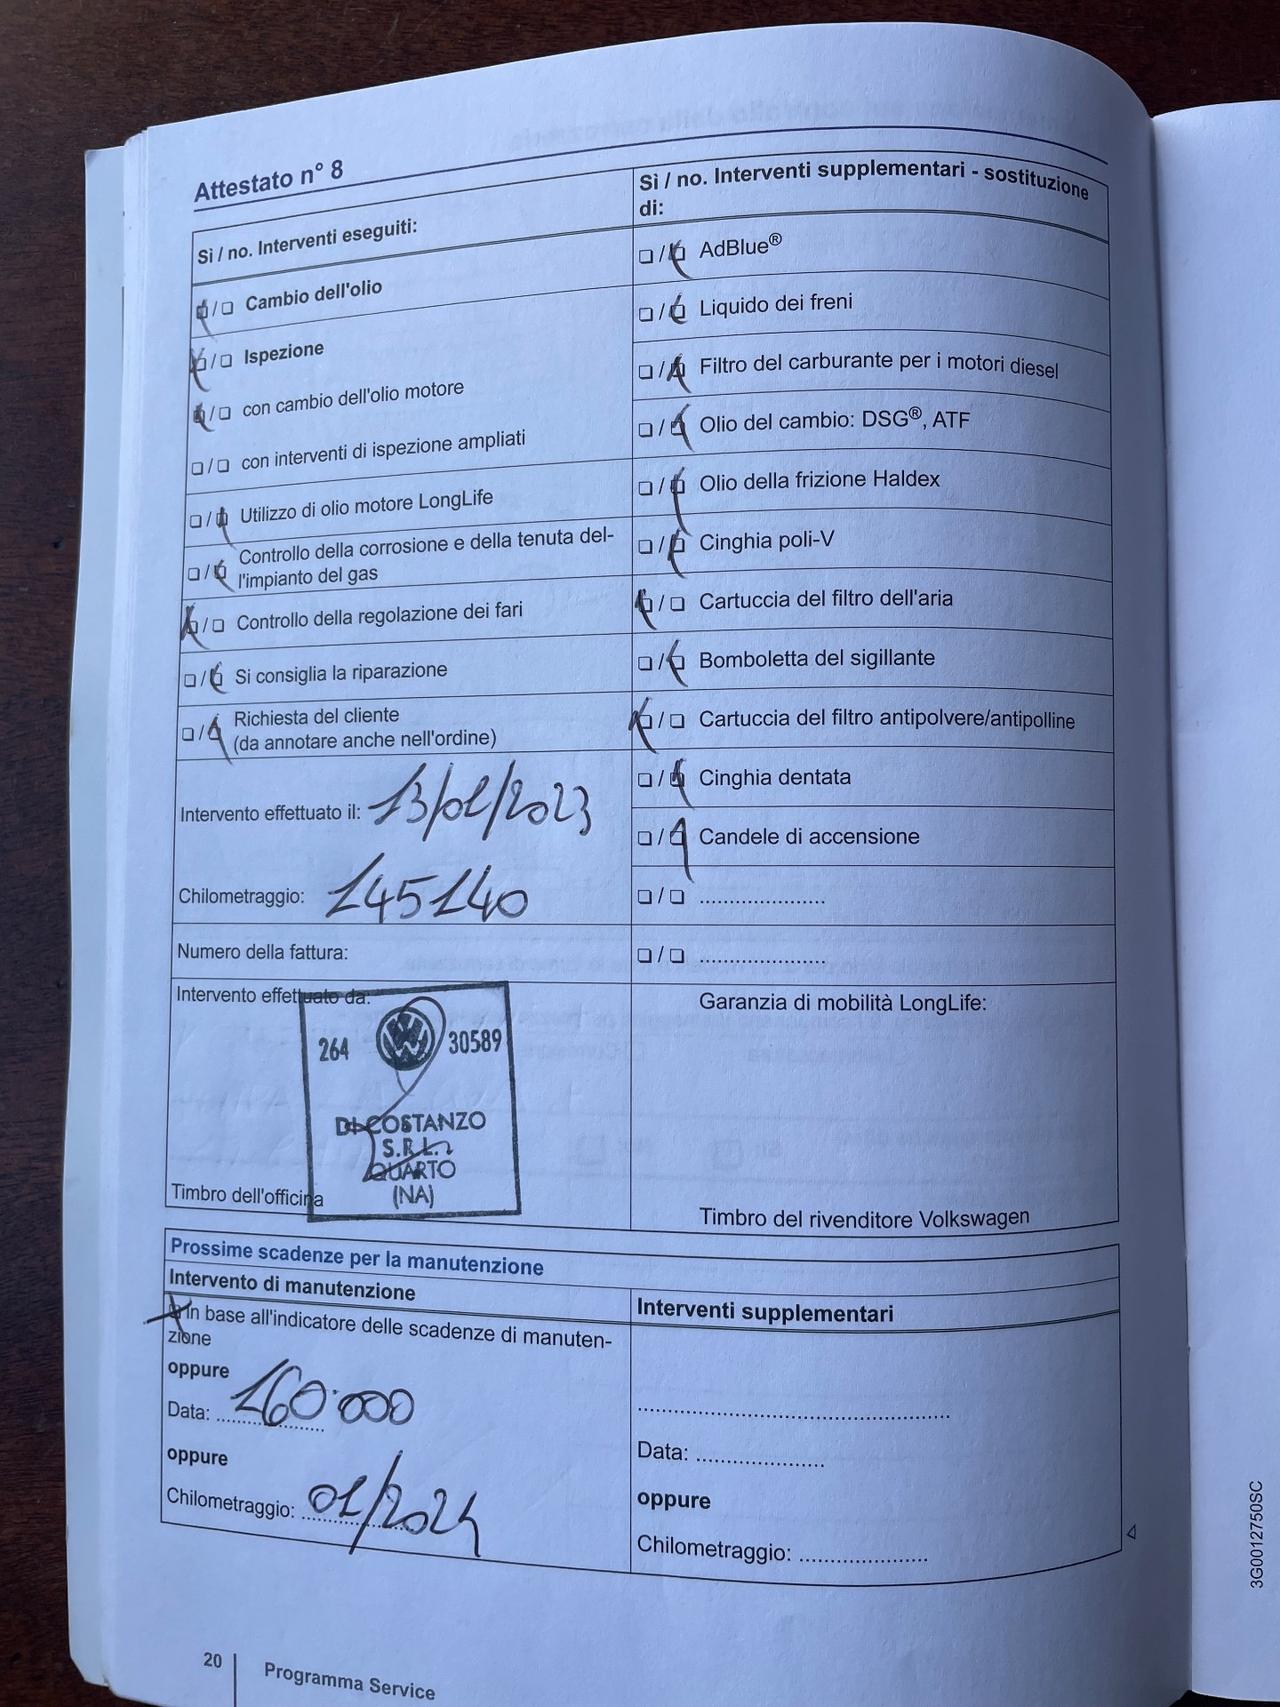 Attestato n° 8
Sì / no. Interventi eseguiti:
❏/❏ Cambio dell'olio
❏/❏ Ispezione
❏/❏ con cambio dell'olio motore
❏/❏ con interventi di ispezione ampliati
❏/❏ Utilizzo di olio motore LongLife
❏/❏ Controllo della corrosione e della tenuta del-
l'impianto del gas
❏/❏ Controllo della regolazione dei fari
❏/❏ Si consiglia la riparazione
❏/❏ Richiesta del cliente
(da annotare anche nell'ordine)
Intervento effettuato il: 13/01/2023
Chilometraggio: 145140
Numero della fattura:
Intervento effettuato da:
264 30589
DI COSTANZO
S.R.L.
QUARTO
(NA)
Timbro dell'officina
Sì / no. Interventi supplementari - sostituzione
di:
❏/❏ AdBlue®
❏/❏ Liquido dei freni
❏/❏ Filtro del carburante per i motori diesel
❏/❏ Olio del cambio: DSG®, ATF
❏/❏ Olio della frizione Haldex
❏/❏ Cinghia poli-V
❏/❏ Cartuccia del filtro dell'aria
❏/❏ Bomboletta del sigillante
❏/❏ Cartuccia del filtro antipolvere/antipolline
❏/❏ Cinghia dentata
❏/❏ Candele di accensione
❏/❏ .....................
❏/❏ .....................
Garanzia di mobilità LongLife:
Timbro del rivenditore Volkswagen
Prossime scadenze per la manutenzione
Intervento di manutenzione
❏ In base all'indicatore delle scadenze di manuten-
zione
oppure
Data: 160.000
oppure
Chilometraggio: 01/2024
Interventi supplementari
..................................................
Data: .....................
oppure
Chilometraggio: .....................
20
Programma Service
3G0012750SC